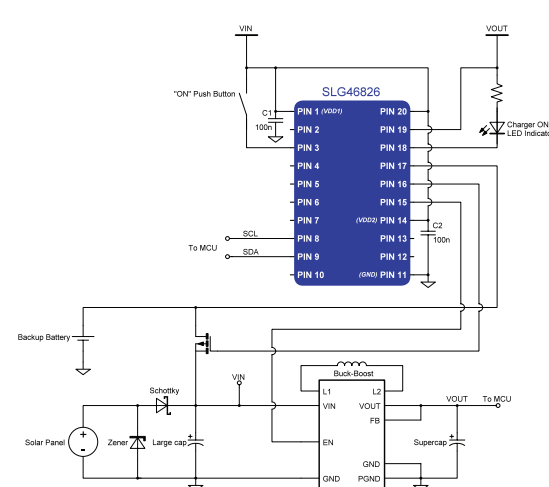 VIN
VOUT
SLG46826
"ON" Push Button
C1
100n
PIN 1 (VDD1)
PIN 20
PIN 2
PIN 19
PIN 3
PIN 18
PIN 4
PIN 17
PIN 5
PIN 16
PIN 6
PIN 15
PIN 7
(VDD2) PIN 14
PIN 8
PIN 13
PIN 9
PIN 12
PIN 10
(GND) PIN 11
Charger ON
LED Indicato
C2
100n
To MCU
SCL
SDA
Backup Battery
Schottky
VIN
Buck-Boost
L1
L2
VIN
VOUT
FB
EN
GND
GND
PGND
VOUT
To MCU
Solar Panel
+
-
Zener
Large cap
+
Supercap
+